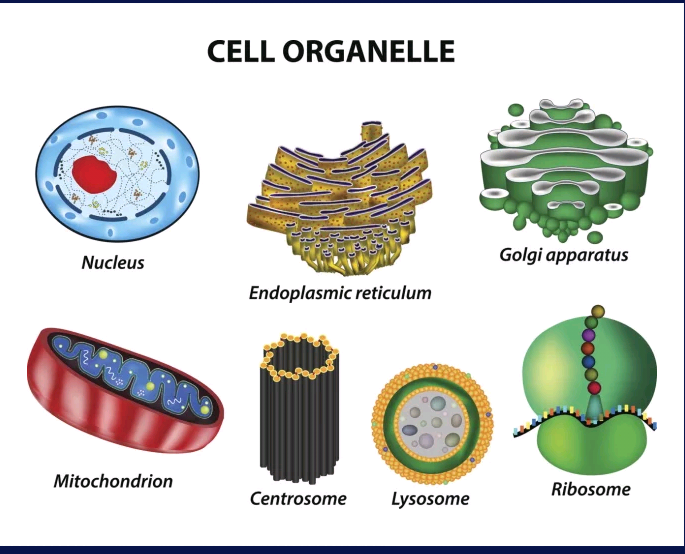 CELL ORGANELLE
Nucleus
Endoplasmic reticulum
Golgi apparatus
Mitochondrion
Centrosome
Lysosome
Ribosome